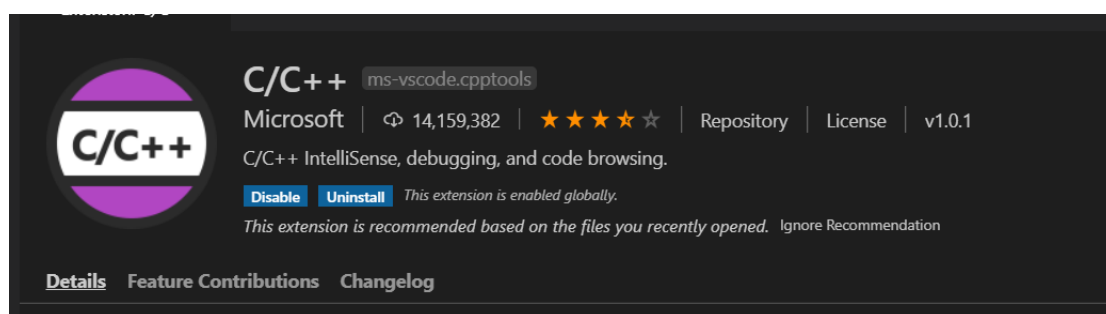 C/C++
C/C++ ms-vscode.cpptools
Microsoft 14,159,382 Repository License v1.0.1
C/C++ IntelliSense, debugging, and code browsing.
Disable Uninstall This extension is enabled globally.
This extension is recommended based on the files you recently opened. Ignore Recommendation
Details Feature Contributions Changelog